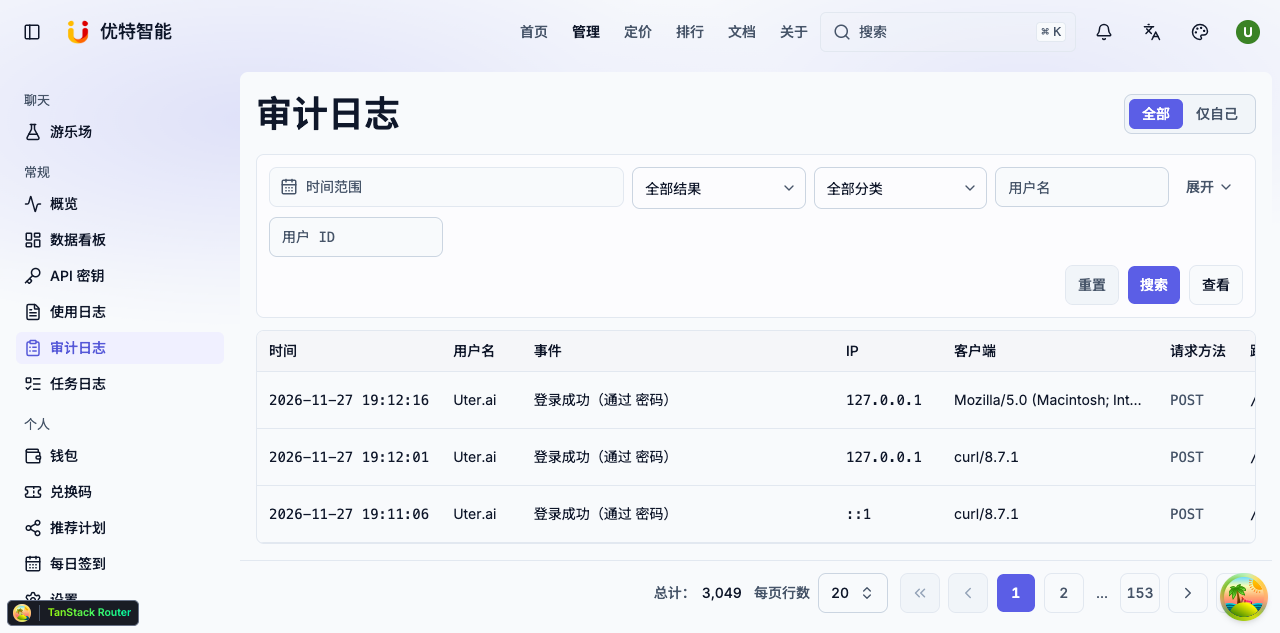 优特智能
首页 管理 定价 排行 文档 关于 搜索 ⌘ K U
聊天
游乐场
常规
概览
数据看板
API 密钥
使用日志
审计日志
任务日志
个人
钱包
兑换码
推荐计划
每日签到
设置
TanStack Router
审计日志
全部 仅自己
时间范围 全部结果 全部分类 用户名 展开
用户 ID
重置 搜索 查看
时间 用户名 事件 IP 客户端 请求方法
2026-11-27 19:12:16 Uter.ai 登录成功（通过 密码） 127.0.0.1 Mozilla/5.0 (Macintosh; Int... POST /
2026-11-27 19:12:01 Uter.ai 登录成功（通过 密码） 127.0.0.1 curl/8.7.1 POST /
2026-11-27 19:11:06 Uter.ai 登录成功（通过 密码） ::1 curl/8.7.1 POST /
总计： 3,049 每页行数 20 1 2 ... 153